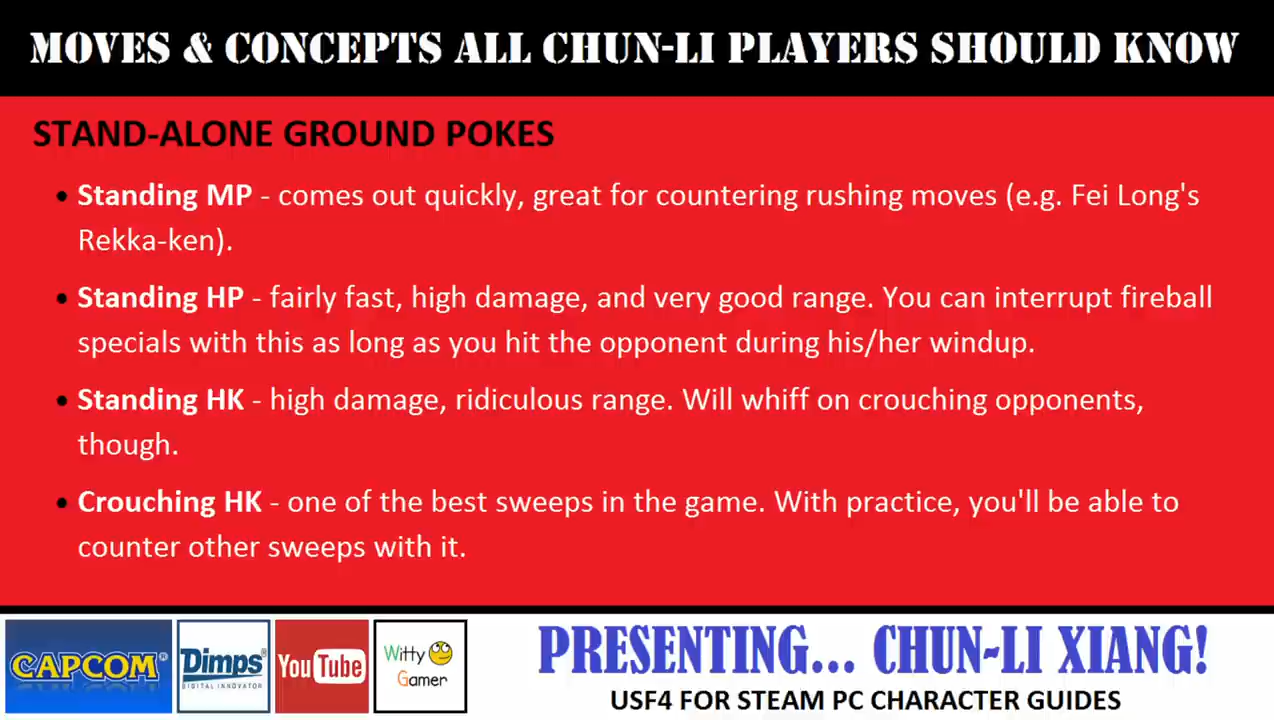 MOVES & CONCEPTS ALL CHUN-LI PLAYERS SHOULD KNOW
STAND-ALONE GROUND POKES
• Standing MP - comes out quickly, great for countering rushing moves (e.g. Fei Long's
Rekka-ken).
• Standing HP - fairly fast, high damage, and very good range. You can interrupt fireball
specials with this as long as you hit the opponent during his/her windup.
• Standing HK - high damage, ridiculous range. Will whiff on crouching opponents,
though.
• Crouching HK - one of the best sweeps in the game. With practice, you'll be able to
counter other sweeps with it.
CAPCOM®
Dimps®
DIGITAL INNOVATOR
YouTube
Witty
Gamer
PRESENTING... CHUN-LI XIANG!
USF4 FOR STEAM PC CHARACTER GUIDES